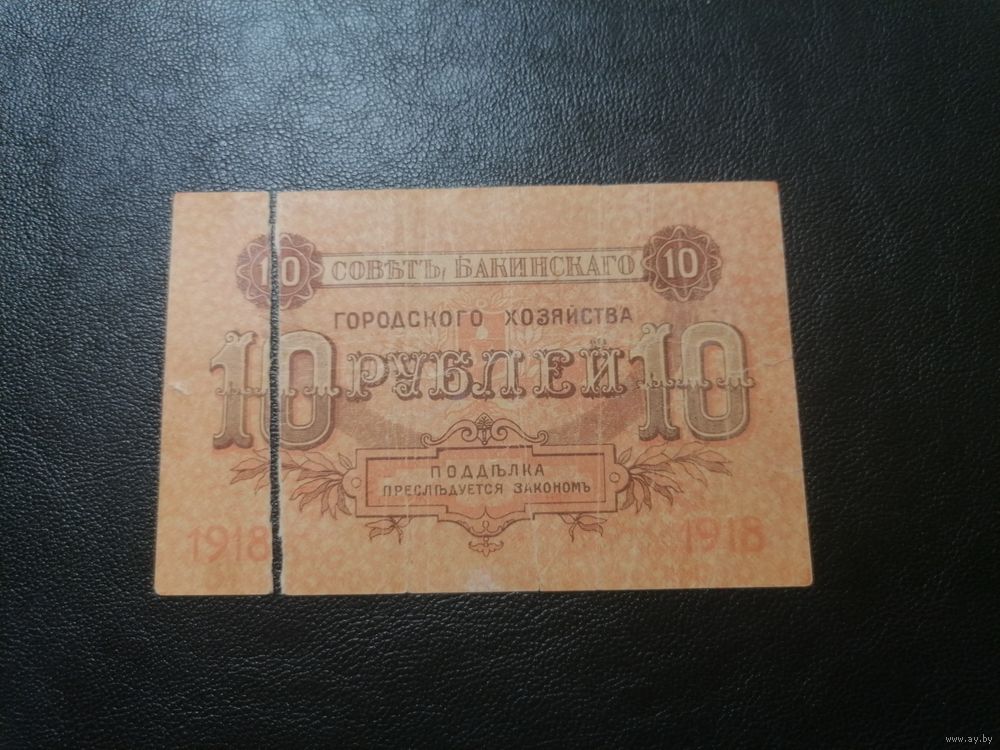 10 СОВѢТЪ, БАКИНСКАГО 10
ГОРОДСКОГО ХОЗЯЙСТВА
10 РУБЛЕЙ 10
ПОДДѢЛКА
ПРЕСЛѢДУЕТСЯ ЗАКОНОМЪ
1918 1918
www.ay.by